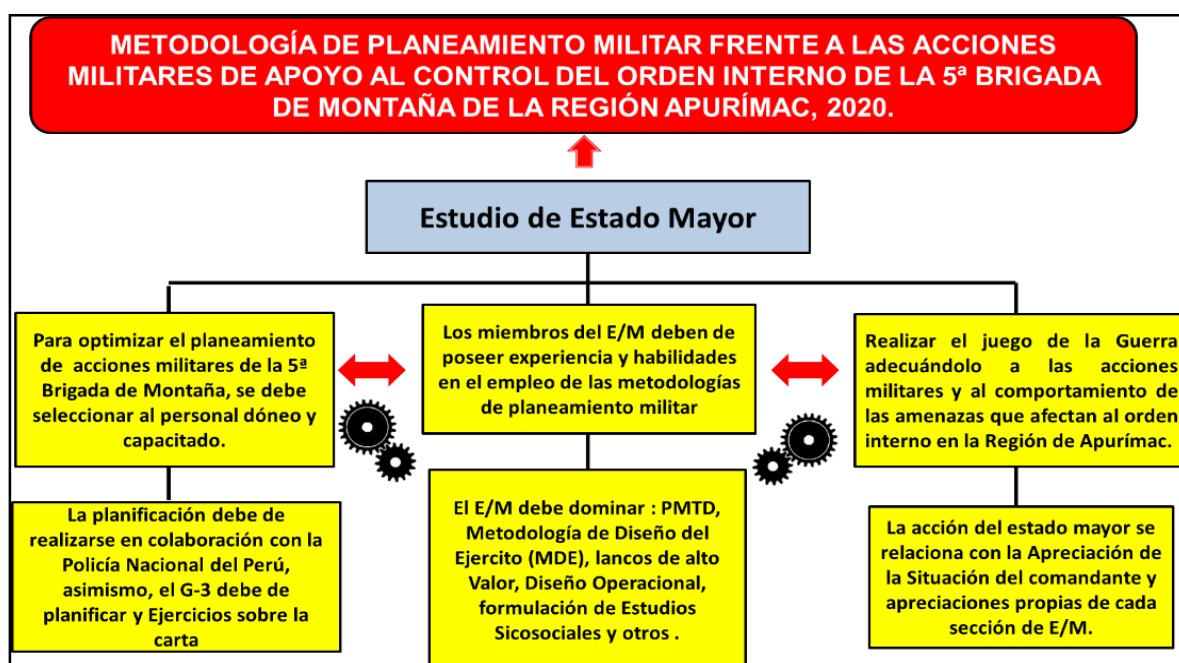 METODOLOGÍA DE PLANEAMIENTO MILITAR FRENTE A LAS ACCIONES
MILITARES DE APOYO AL CONTROL DEL ORDEN INTERNO DE LA 5ª BRIGADA
DE MONTAÑA DE LA REGIÓN APURÍMAC, 2020.
Estudio de Estado Mayor
Para optimizar el planeamiento
de acciones militares de la 5ª
Brigada de Montaña, se debe
seleccionar al personal dóneo y
capacitado.
Los miembros del E/M deben de
poseer experiencia y habilidades
en el empleo de las metodologías
de planeamiento militar
Realizar el juego de la Guerra
adecuándolo a las acciones
militares y al comportamiento de
las amenazas que afectan al orden
interno en la Región de Apurímac.
La planificación debe de
realizarse en colaboración con la
Policía Nacional del Perú,
asimismo, el G-3 debe de
planificar y Ejercicios sobre la
carta
El E/M debe dominar : PMTD,
Metodología de Diseño del
Ejercito (MDE), lancos de alto
Valor, Diseño Operacional,
formulación de Estudios
Sicosociales y otros .
La acción del estado mayor se
relaciona con la Apreciación de
la Situación del comandante y
apreciaciones propias de cada
sección de E/M.